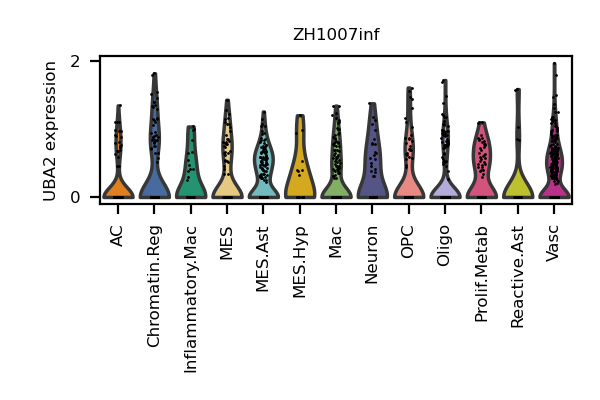 ZH1007inf
UBA2 expression
2
0
AC
Chromatin.Reg
Inflammatory.Mac
MES
MES.Ast
MES.Hyp
Mac
Neuron
OPC
Oligo
Prolif.Metab
Reactive.Ast
Vasc